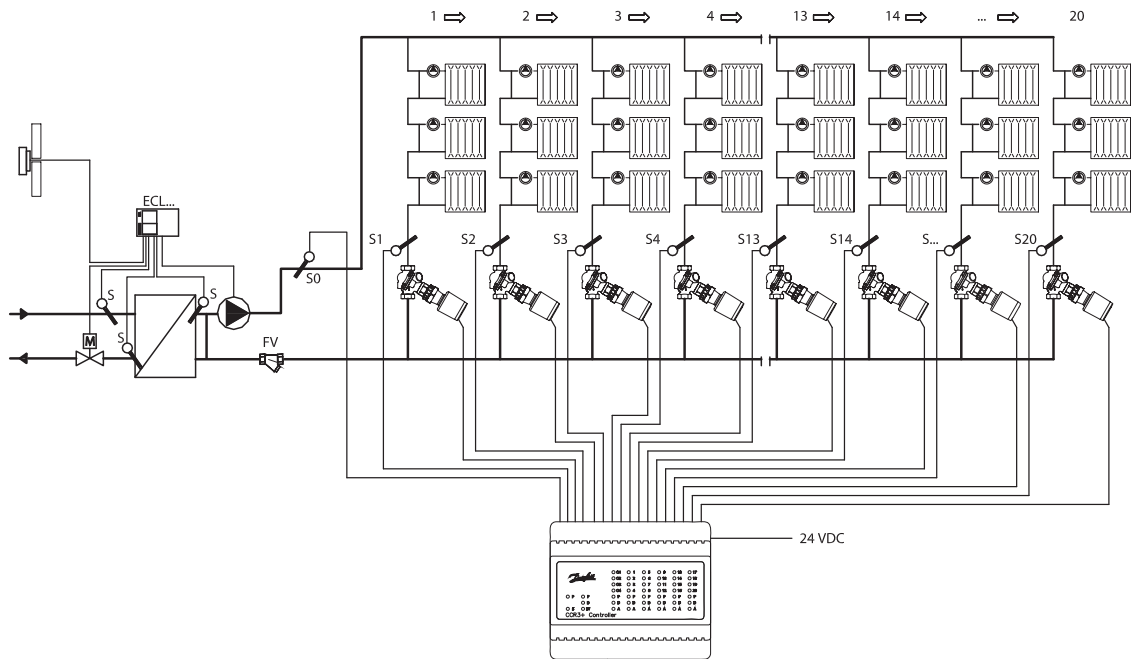 1 2 3 4 13 14 ... 20
ECL...
S0
S1 S2 S3 S4 S13 S14 S... S20
S
S
S
M
FV
24 VDC
Danfoss
CCR3+ Controller